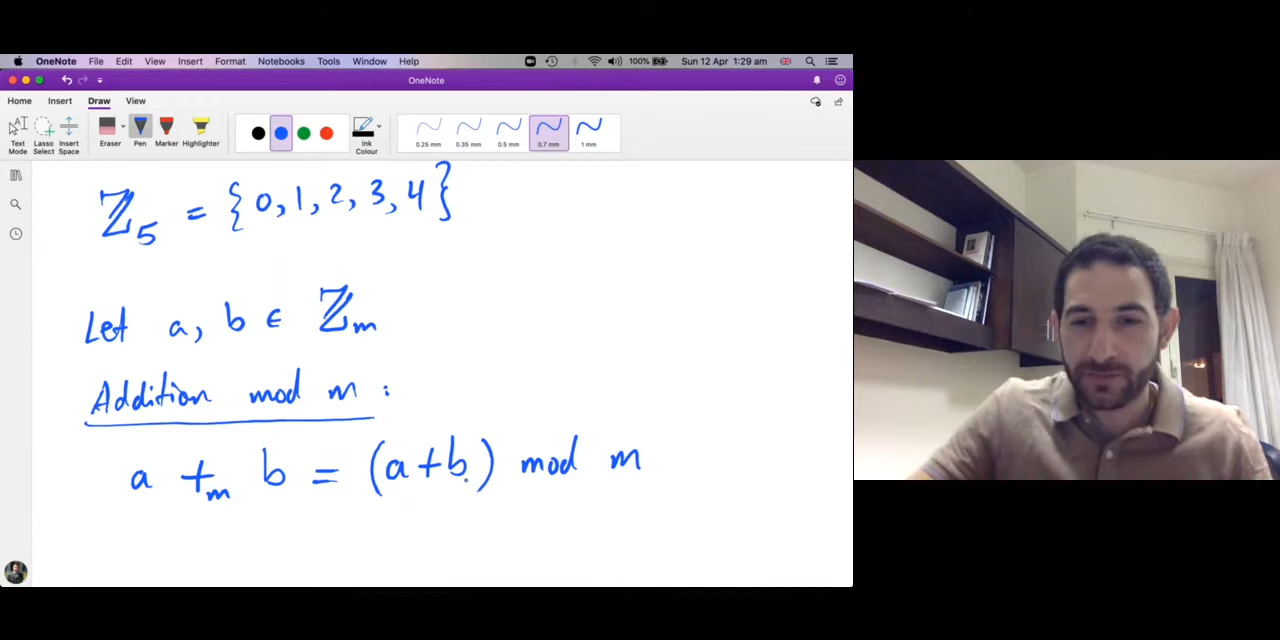 OneNote File Edit View Insert Format Notebooks Tools Window Help 100% Sun 12 Apr 1:29 am
OneNote
Home Insert Draw View
Text Mode Lasso Select Insert Space Eraser Pen Marker Highlighter Ink Colour 0.25 mm 0.35 mm 0.5 mm 0.7 mm 1 mm
ℤ₅ = {0, 1, 2, 3, 4}
Let a, b ∈ ℤₘ
Addition mod m :
a +ₘ b = (a+b) mod m